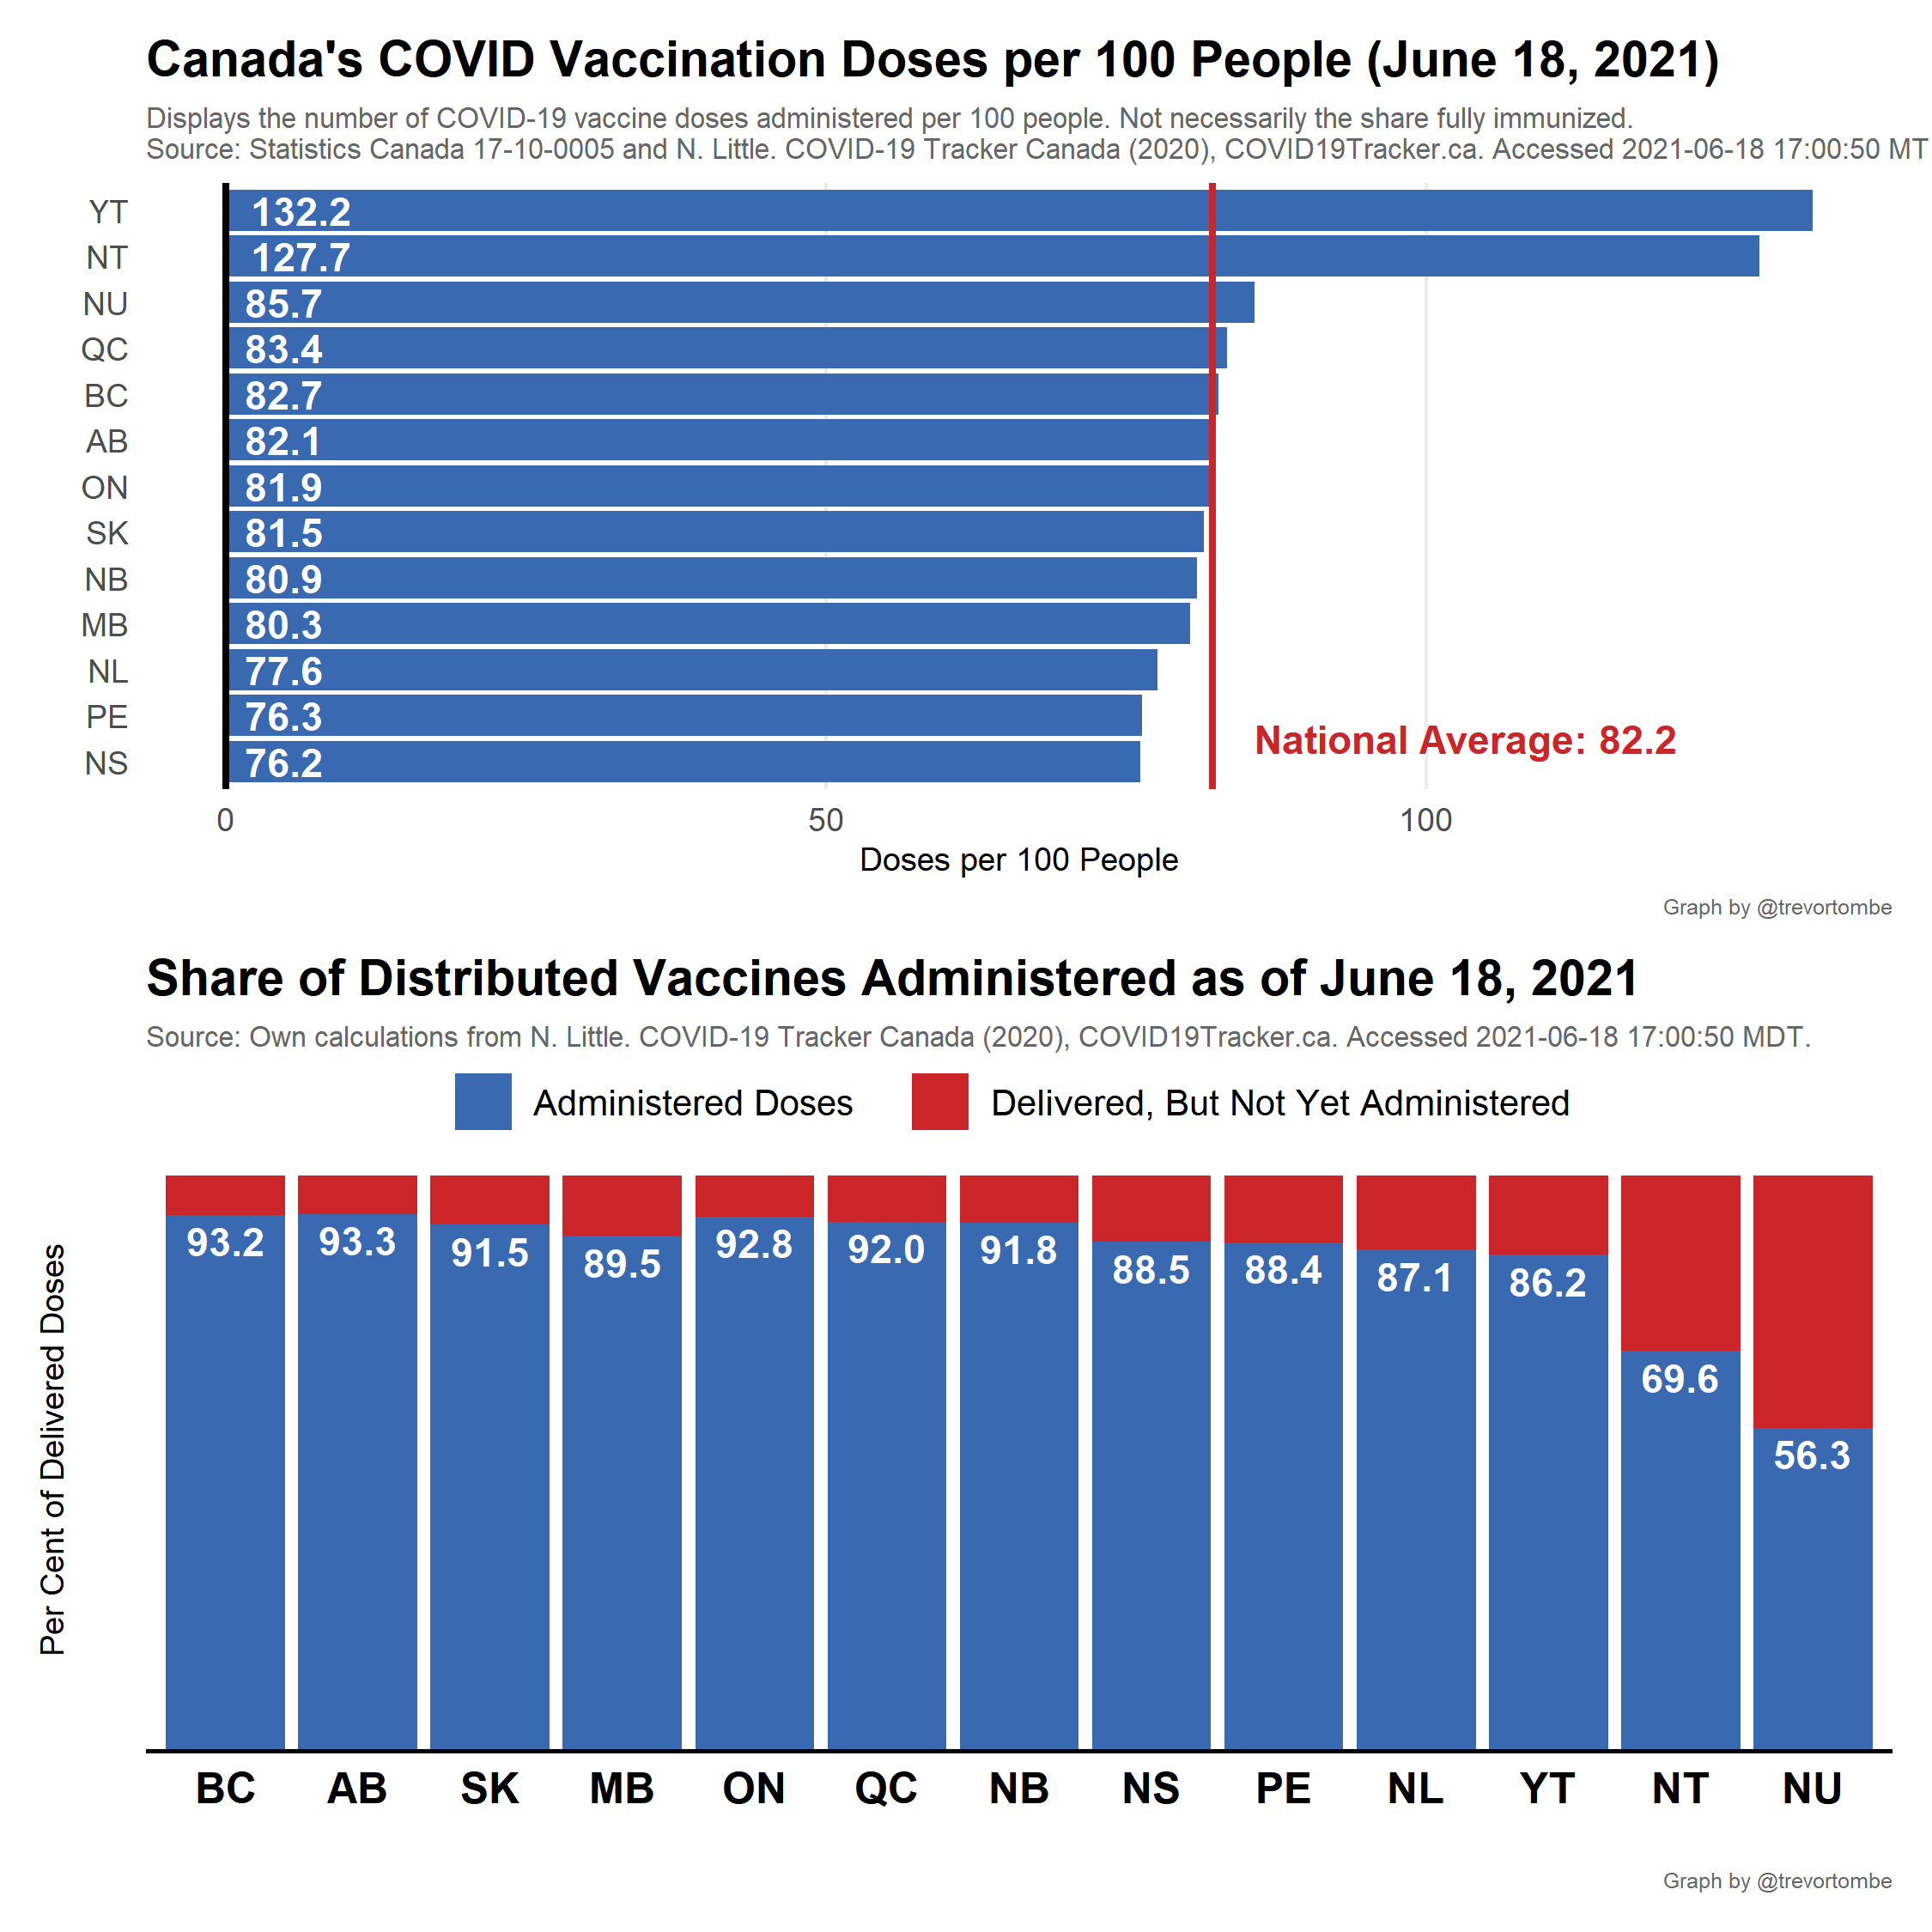 Canada's COVID Vaccination Doses per 100 People (June 18, 2021)
Displays the number of COVID-19 vaccine doses administered per 100 people. Not necessarily the share fully immunized.
Source: Statistics Canada 17-10-0005 and N. Little. COVID-19 Tracker Canada (2020), COVID19Tracker.ca. Accessed 2021-06-18 17:00:50 MT
YT 132.2
NT 127.7
NU 85.7
QC 83.4
BC 82.7
AB 82.1
ON 81.9
SK 81.5
NB 80.9
MB 80.3
NL 77.6
PE 76.3
National Average: 82.2
NS 76.2
0 50 100
Doses per 100 People
Graph by @trevortombe
Share of Distributed Vaccines Administered as of June 18, 2021
Source: Own calculations from N. Little. COVID-19 Tracker Canada (2020), COVID19Tracker.ca. Accessed 2021-06-18 17:00:50 MDT.
Administered Doses Delivered, But Not Yet Administered
Per Cent of Delivered Doses
93.2 93.3 91.5 89.5 92.8 92.0 91.8 88.5 88.4 87.1 86.2 69.6 56.3
BC AB SK MB ON QC NB NS PE NL YT NT NU
Graph by @trevortombe